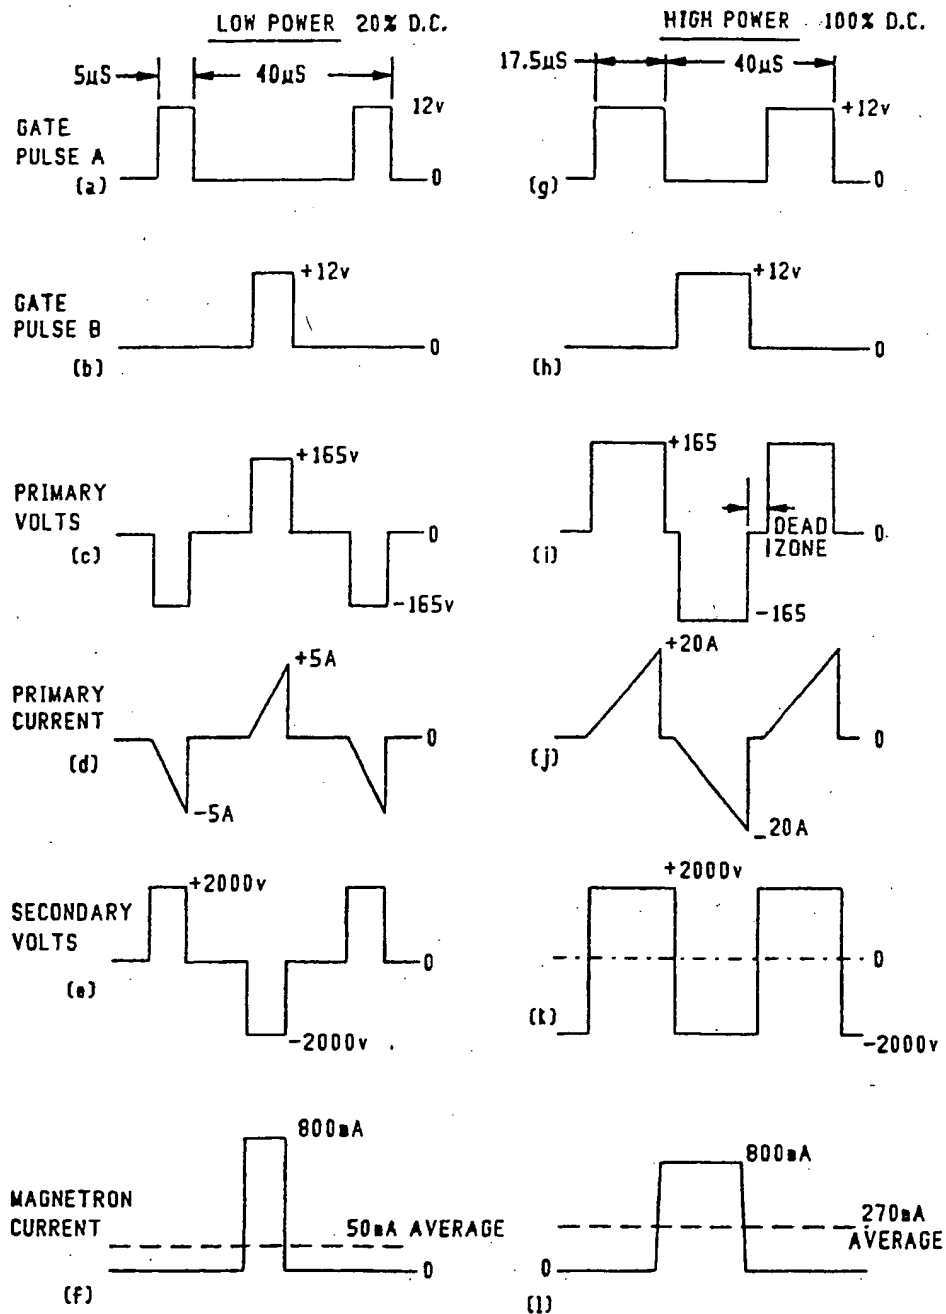 LOW POWER 20% D.C.
HIGH POWER 100% D.C.
5µS
40µS
17.5µS
40µS
GATE
PULSE A
(a)
12v
0
(g)
+12v
0
GATE
PULSE B
(b)
+12v
0
(h)
+12v
0
PRIMARY
VOLTS
(c)
+165v
0
-165v
(i)
+165
0
DEAD
ZONE
-165
PRIMARY
CURRENT
(d)
+5A
0
-5A
(j)
+20A
0
-20A
SECONDARY
VOLTS
(e)
+2000v
0
-2000v
(k)
+2000v
0
-2000v
MAGNETRON
CURRENT
(f)
800mA
50mA AVERAGE
0
(l)
800mA
270mA
AVERAGE
0